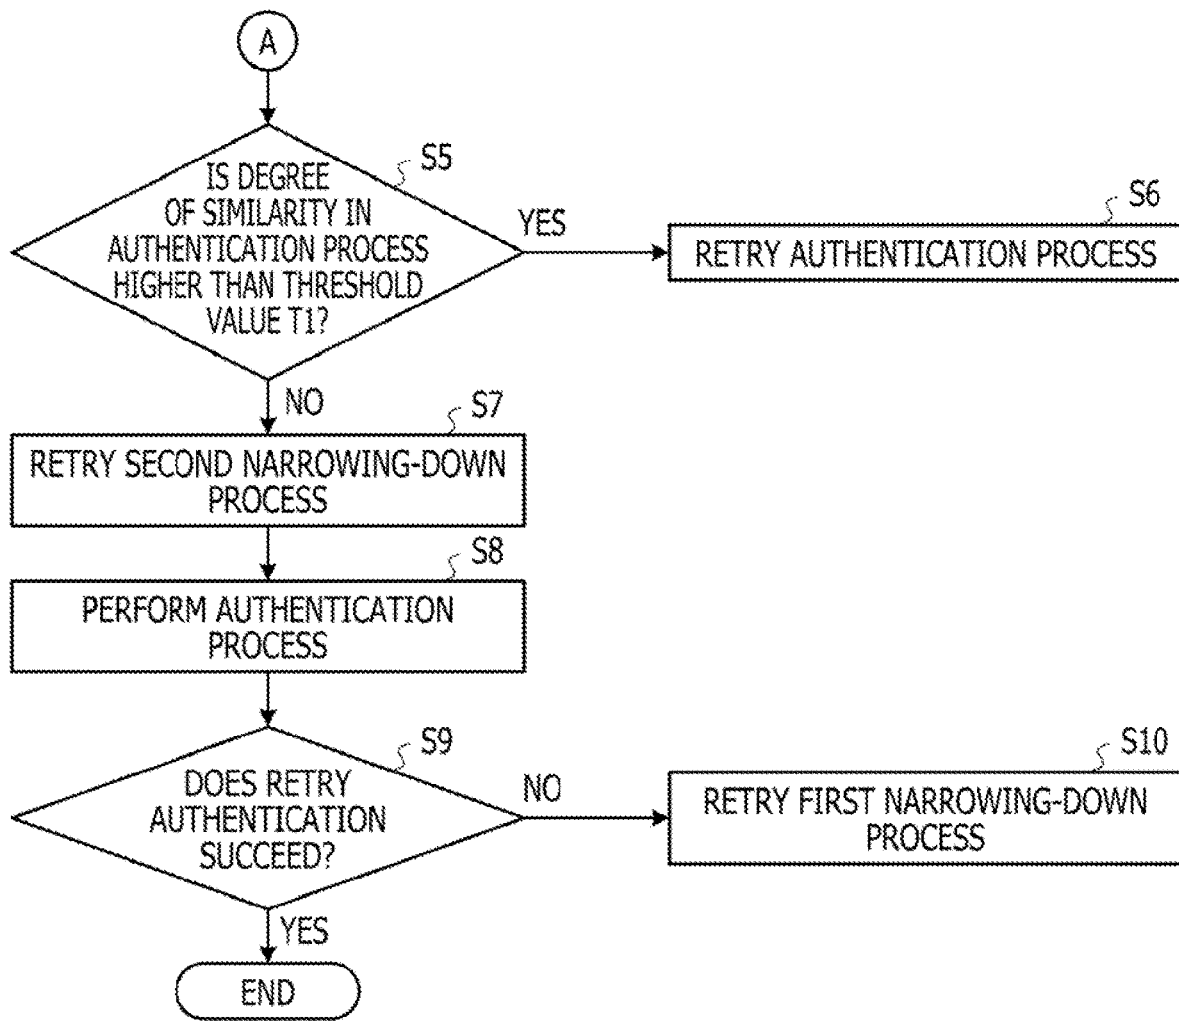 A
S5
IS DEGREE
OF SIMILARITY IN
AUTHENTICATION PROCESS
HIGHER THAN THRESHOLD
VALUE T1?
YES
S6
RETRY AUTHENTICATION PROCESS
NO
S7
RETRY SECOND NARROWING-DOWN
PROCESS
S8
PERFORM AUTHENTICATION
PROCESS
S9
DOES RETRY
AUTHENTICATION
SUCCEED?
NO
S10
RETRY FIRST NARROWING-DOWN
PROCESS
YES
END